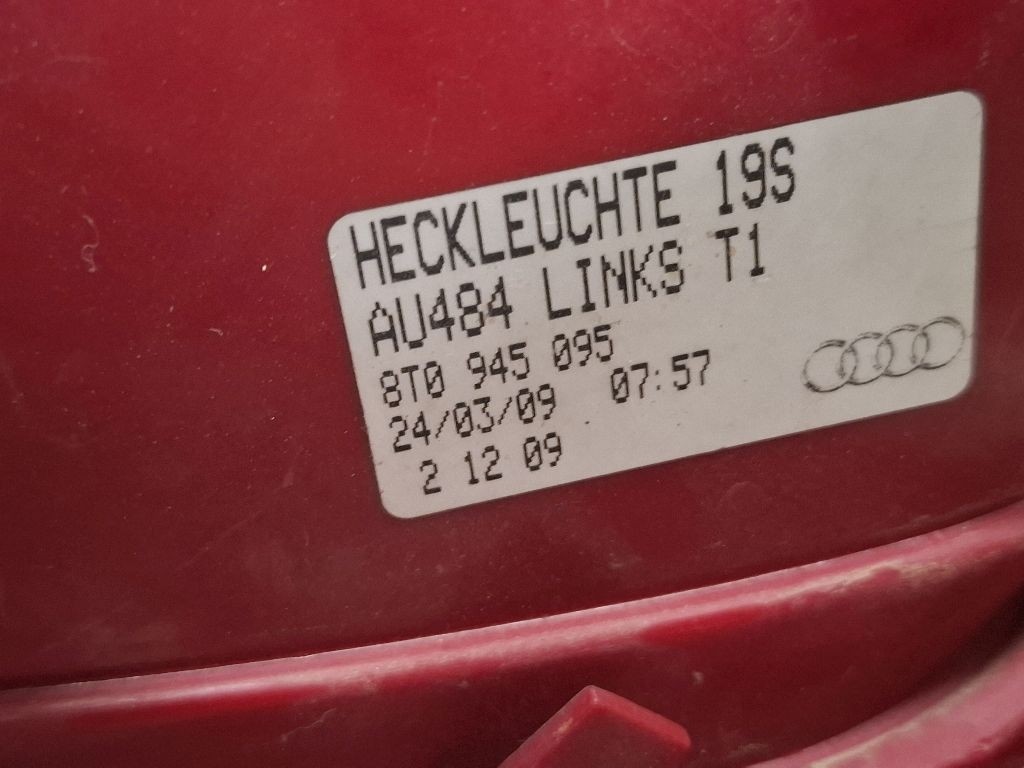 HECKLEUCHTE 19S
AU484 LINKS T1
8T0 945 095
24/03/09 07:57
2 12 09